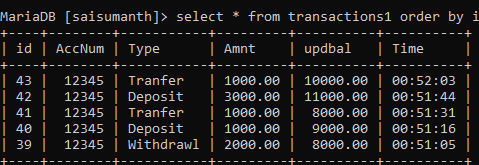 MariaDB [saisumanth]> select * from transactions1 order by i
+----+--------+-----------+---------+----------+----------+
| id | AccNum | Type      | Amnt    | updbal   | Time     |
+----+--------+-----------+---------+----------+----------+
| 43 |  12345 | Tranfer   | 1000.00 | 10000.00 | 00:52:03 |
| 42 |  12345 | Deposit   | 3000.00 | 11000.00 | 00:51:44 |
| 41 |  12345 | Tranfer   | 1000.00 |  8000.00 | 00:51:31 |
| 40 |  12345 | Deposit   | 1000.00 |  9000.00 | 00:51:16 |
| 39 |  12345 | Withdrawl | 2000.00 |  8000.00 | 00:51:05 |
+----+--------+-----------+---------+----------+----------+